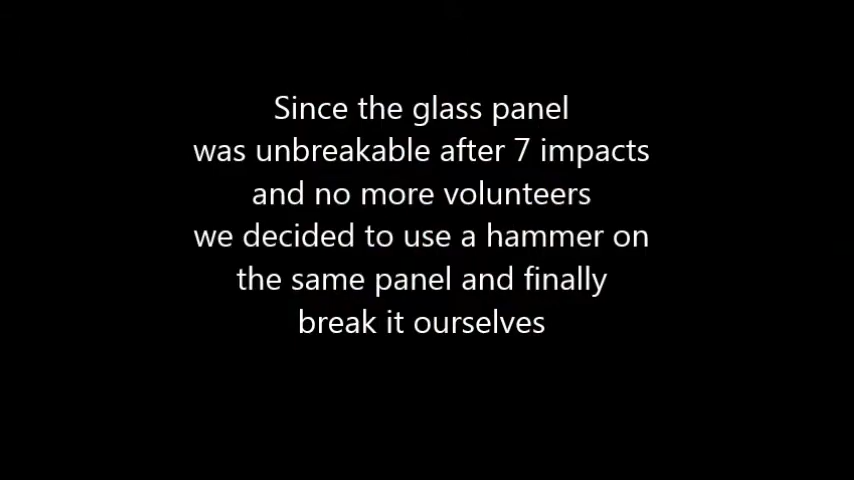 Since the glass panel
was unbreakable after 7 impacts
and no more volunteers
we decided to use a hammer on
the same panel and finally
break it ourselves